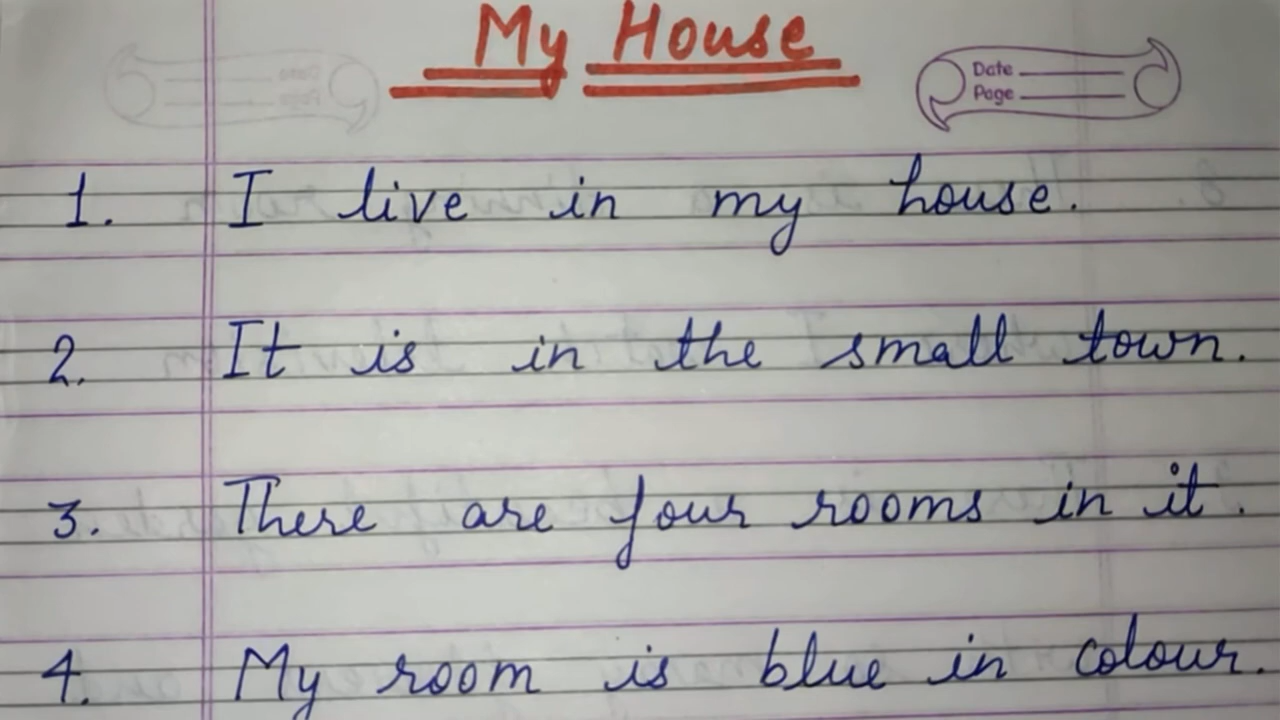 My House
Date
Page
1. I live in my house.
2. It is in the small town.
3. There are four rooms in it.
4. My room is blue in colour.